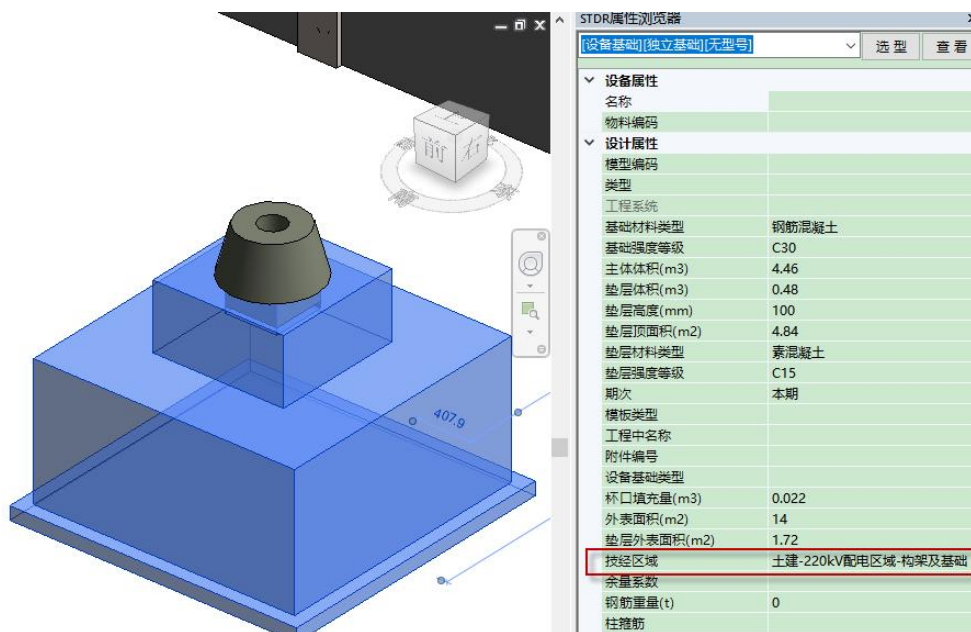 STDR属性浏览器
[设备基础][独立基础][无型号]
选型
查看
设备属性
名称
物料编码
设计属性
模型编码
类型
工程系统
基础材料类型 钢筋混凝土
基础强度等级 C30
主体体积(m3) 4.46
垫层体积(m3) 0.48
垫层高度(mm) 100
垫层顶面积(m2) 4.84
垫层材料类型 素混凝土
垫层强度等级 C15
期次 本期
模板类型
工程中名称
附件编号
设备基础类型
杯口填充量(m3) 0.022
外表面积(m2) 14
垫层外表面积(m2) 1.72
技经区域 土建-220kV配电区域-构架及基础
余量系数
钢筋重量(t) 0
柱箍筋
上
前
右
407.9